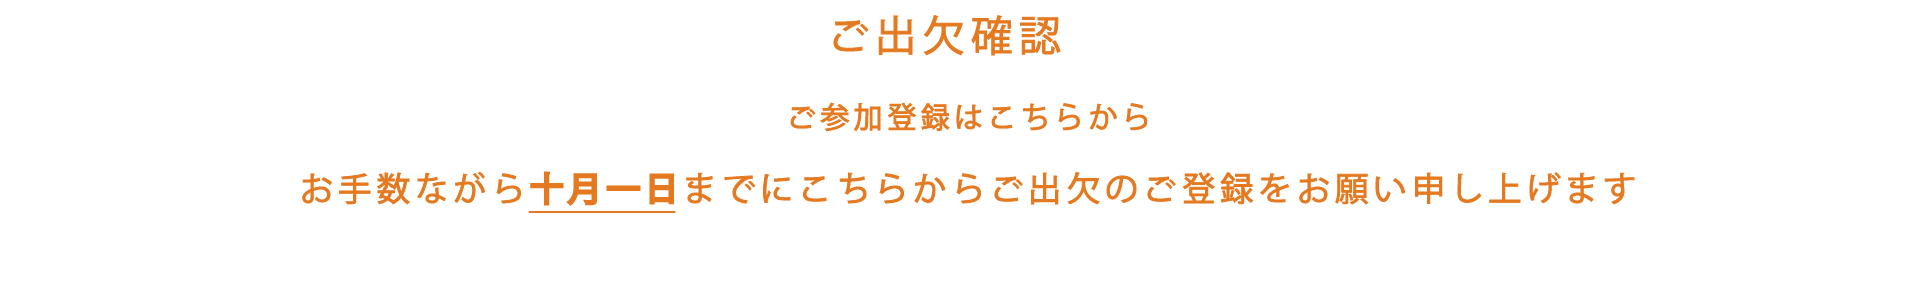 ご出欠確認
ご参加登録はこちらから
お手数ながら十月一日までにこちらからご出欠のご登録をお願い申し上げます